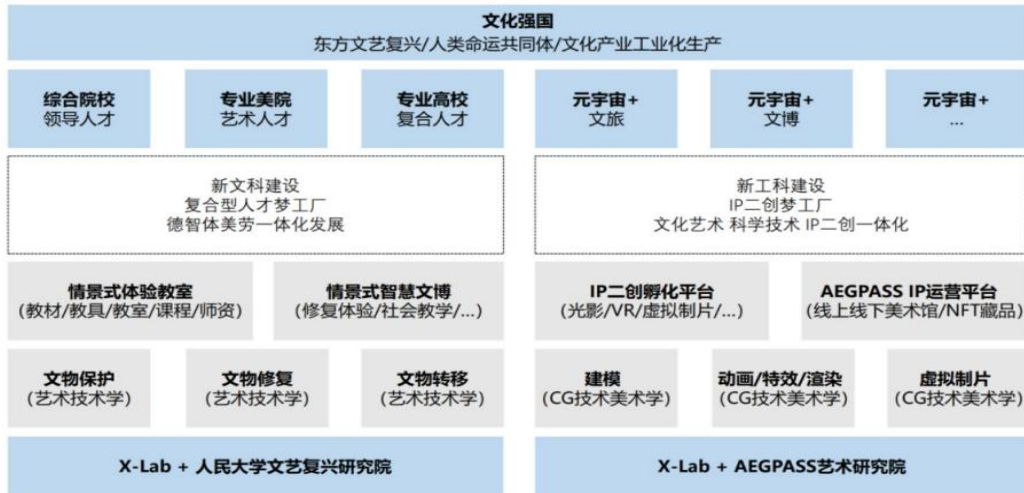 文化强国
东方文艺复兴/人类命运共同体/文化产业工业化生产
综合院校
领导人才
专业美院
艺术人才
专业高校
复合人才
元宇宙+
文旅
元宇宙+
文博
元宇宙+
...
新文科建设
复合型人才梦工厂
德智体美劳一体化发展
新工科建设
IP二创梦工厂
文化艺术 科学技术 IP二创一体化
情景式体验教室
(教材/教具/教室/课程/师资)
情景式智慧文博
(修复体验/社会教学/...)
IP二创孵化平台
(光影/VR/虚拟制片/...)
AEGPASS IP运营平台
(线上线下美术馆/NFT藏品)
文物保护
(艺术技术学)
文物修复
(艺术技术学)
文物转移
(艺术技术学)
建模
(CG技术美术学)
动画/特效/渲染
(CG技术美术学)
虚拟制片
(CG技术美术学)
X-Lab + 人民大学文艺复兴研究院
X-Lab + AEGPASS艺术研究院